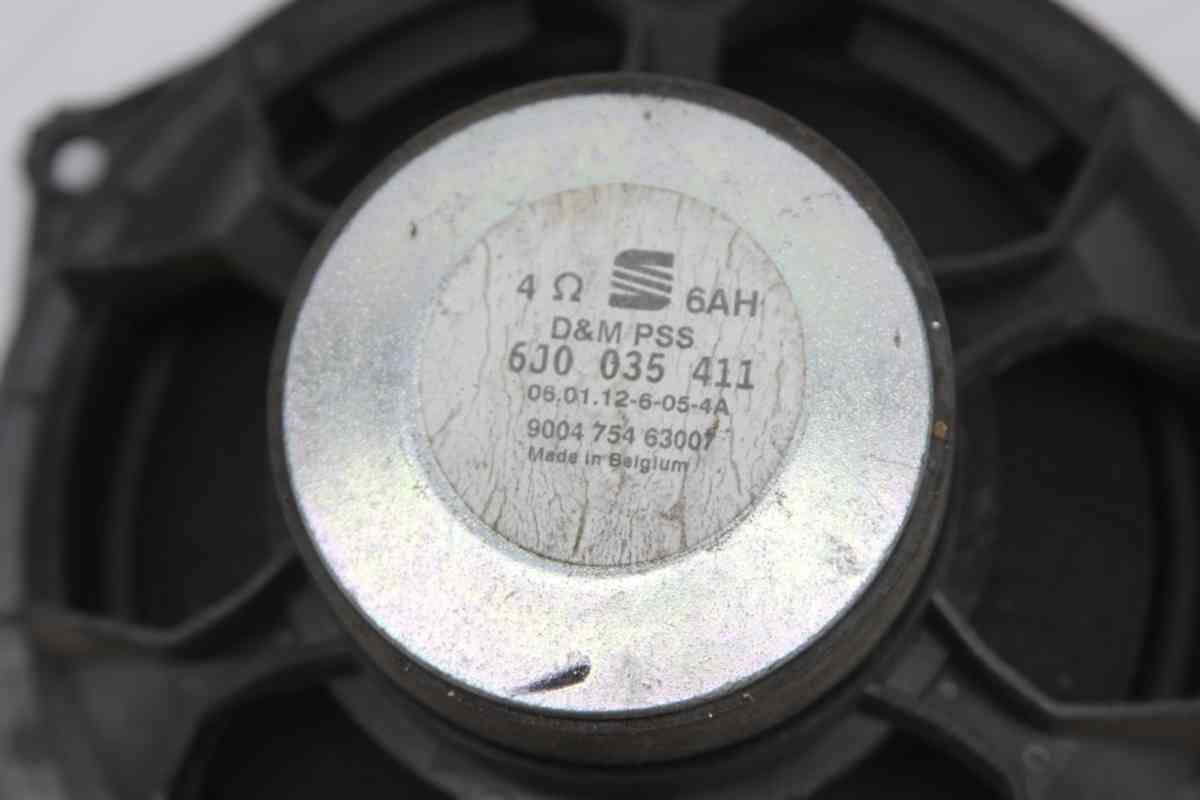 4 Ω 6AH
D&M PSS
6J0 035 411
06.01.12-6-05-4A
9004 754 63007
Made in Belgium